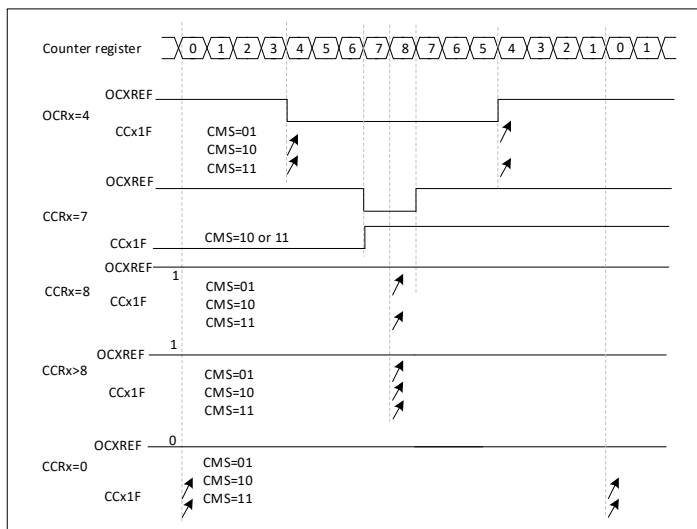 Counter register 0 1 2 3 4 5 6 7 8 7 6 5 4 3 2 1 0 1
OCXREF
OCRx=4
CCx1F CMS=01
CMS=10
CMS=11
OCXREF
CCRx=7
CCx1F CMS=10 or 11
OCXREF 1
CCRx=8 CMS=01
CCx1F CMS=10
CMS=11
OCXREF 1
CCRx>8 CMS=01
CCx1F CMS=10
CMS=11
OCXREF 0
CCRx=0 CMS=01
CMS=10
CCx1F CMS=11